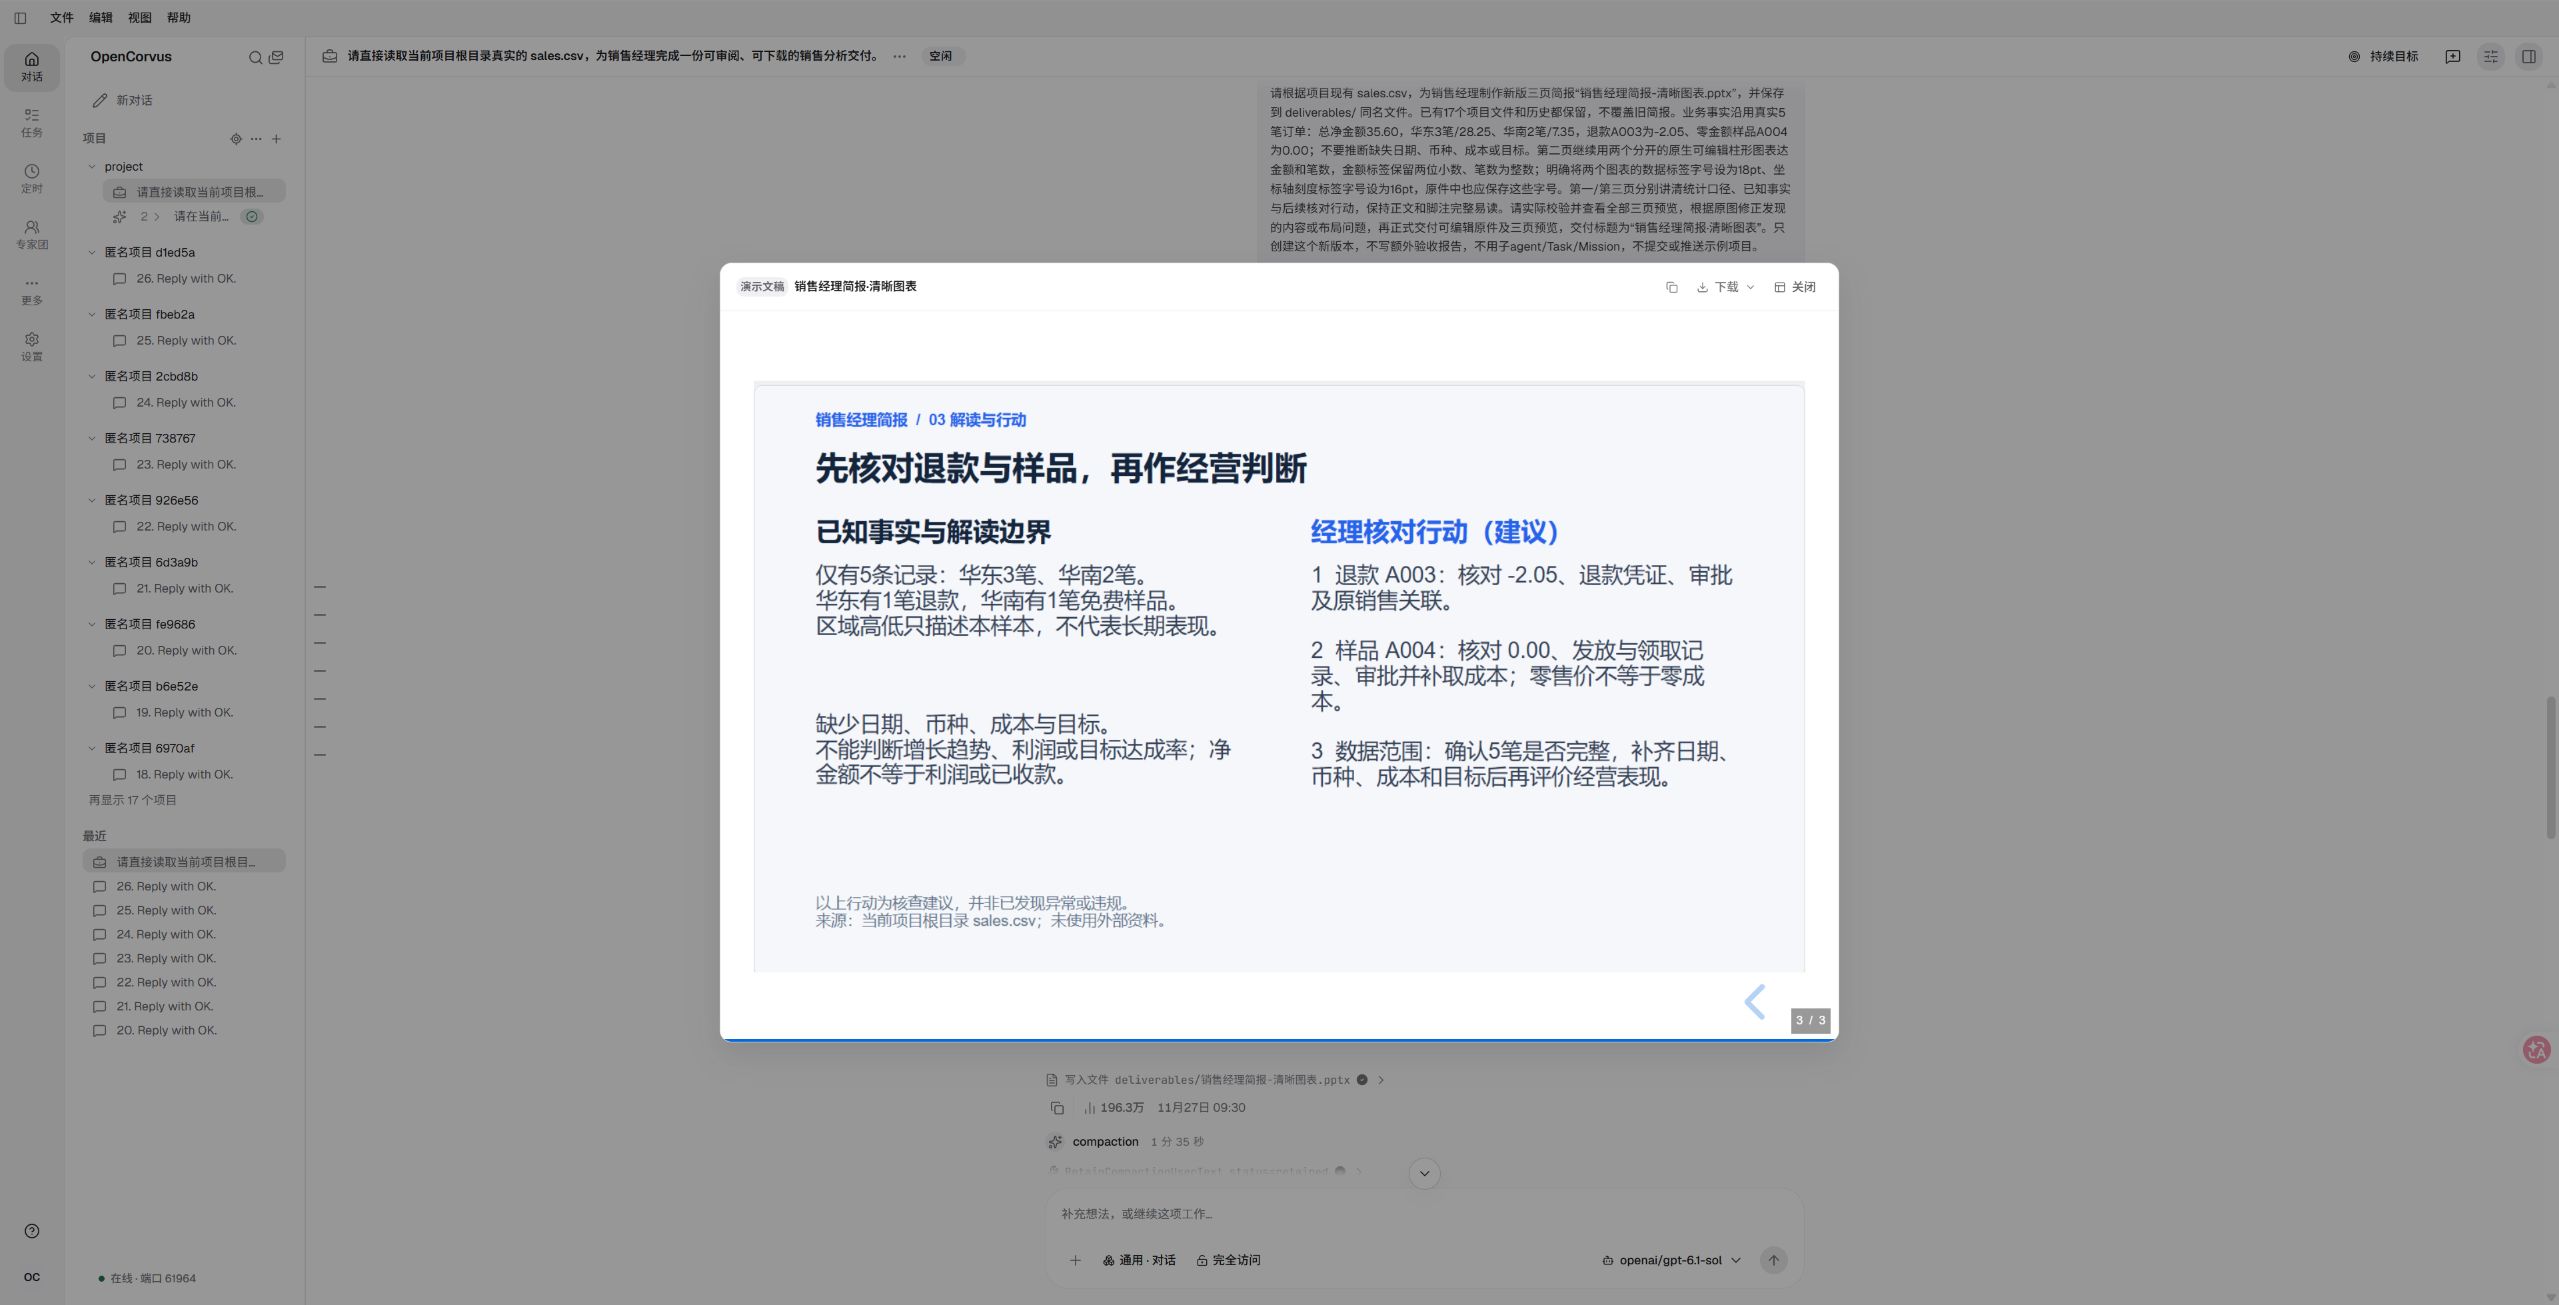 文件 编辑 视图 帮助
OpenCorvus
请直接读取当前项目根目录真实的 sales.csv，为销售经理完成一份可审阅、可下载的销售分析交付。 ··· 空闲
持续目标
对话
任务
定时
专家团
更多
设置
OC
新对话
项目
project
请直接读取当前项目根...
2 > 请在当前...
匿名项目 d1ed5a
26. Reply with OK.
匿名项目 fbeb2a
25. Reply with OK.
匿名项目 2cbd8b
24. Reply with OK.
匿名项目 738767
23. Reply with OK.
匿名项目 926e56
22. Reply with OK.
匿名项目 6d3a9b
21. Reply with OK.
匿名项目 fe9686
20. Reply with OK.
匿名项目 b6e52e
19. Reply with OK.
匿名项目 6970af
18. Reply with OK.
再显示 17 个项目
最近
请直接读取当前项目根目...
26. Reply with OK.
25. Reply with OK.
24. Reply with OK.
23. Reply with OK.
22. Reply with OK.
21. Reply with OK.
20. Reply with OK.
在线 · 端口 61964
请根据项目现有 sales.csv，为销售经理制作新版三页简报“销售经理简报-清晰图表.pptx”，并保存
到 deliverables/ 同名文件。已有17个项目文件和历史都保留，不覆盖旧简报。业务事实沿用真实5
笔订单：总净金额35.60，华东3笔/28.25、华南2笔/7.35，退款A003为-2.05、零金额样品A004
为0.00；不要推断缺失日期、币种、成本或目标。第二页继续用两个分开的原生可编辑柱形图表达
金额和笔数，金额标签保留两位小数、笔数为整数；明确将两个图表的数据标签字号设为18pt、坐
标轴刻度标签字号设为16pt，原件中也应保存这些字号。第一/第三页分别讲清统计口径、已知事实
与后续核对行动，保持正文和脚注完整易读。请实际校验并查看全部三页预览，根据原图修正发现
的内容或布局问题，再正式交付可编辑原件及三页预览，交付标题为“销售经理简报·清晰图表”。只
创建这个新版本，不写额外验收报告，不用子agent/Task/Mission，不提交或推送示例项目。
演示文稿 销售经理简报·清晰图表
下载
关闭
销售经理简报 / 03 解读与行动
先核对退款与样品，再作经营判断
已知事实与解读边界
仅有5条记录：华东3笔、华南2笔。
华东有1笔退款，华南有1笔免费样品。
区域高低只描述本样本，不代表长期表现。
缺少日期、币种、成本与目标。
不能判断增长趋势、利润或目标达成率；净
金额不等于利润或已收款。
经理核对行动（建议）
1 退款 A003：核对 -2.05、退款凭证、审批
及原销售关联。
2 样品 A004：核对 0.00、发放与领取记
录、审批并补取成本；零售价不等于零成
本。
3 数据范围：确认5笔是否完整，补齐日期、
币种、成本和目标后再评价经营表现。
以上行动为核查建议，并非已发现异常或违规。
来源：当前项目根目录 sales.csv；未使用外部资料。
3 / 3
写入文件 deliverables/销售经理简报-清晰图表.pptx
196.3万 11月27日 09:30
compaction 1 分 35 秒
RetainCompactionUserText status=retained
补充想法，或继续这项工作...
通用 · 对话
完全访问
openai/gpt-6.1-sol